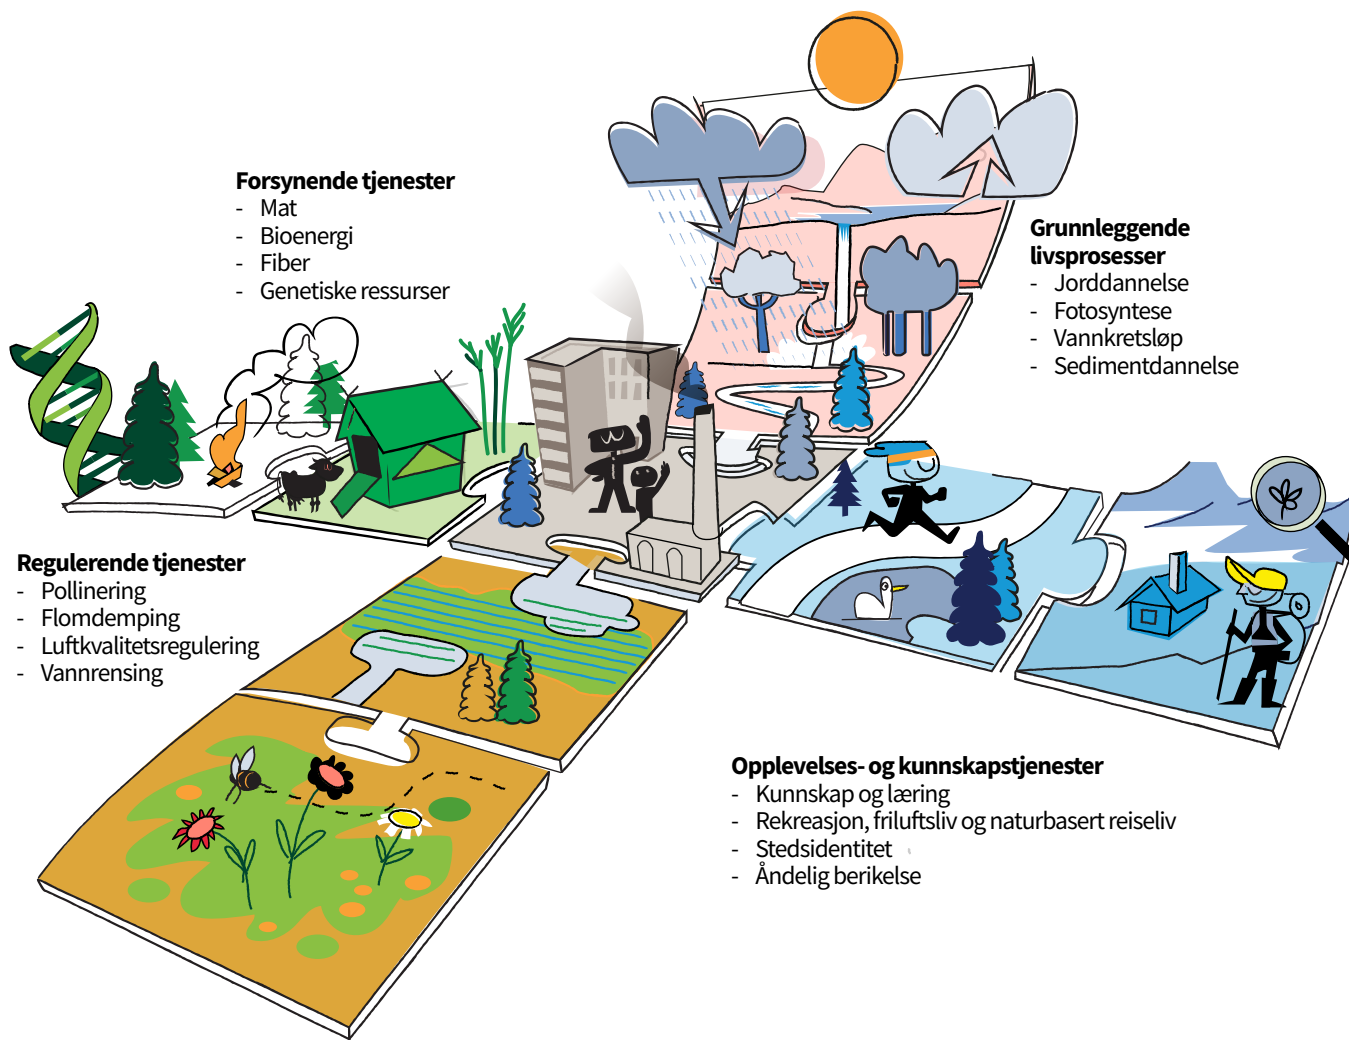 Forsynende tjenester
- Mat
- Bioenergi
- Fiber
- Genetiske ressurser
Grunnleggende
livsprosesser
- Jorddannelse
- Fotosyntese
- Vannkretsløp
- Sedimentdannelse
Regulerende tjenester
- Pollinering
- Flomdemping
- Luftkvalitetsregulering
- Vannrensing
Opplevelses- og kunnskapstjenester
- Kunnskap og læring
- Rekreasjon, friluftsliv og naturbasert reiseliv
- Stedsidentitet
- Åndelig berikelse